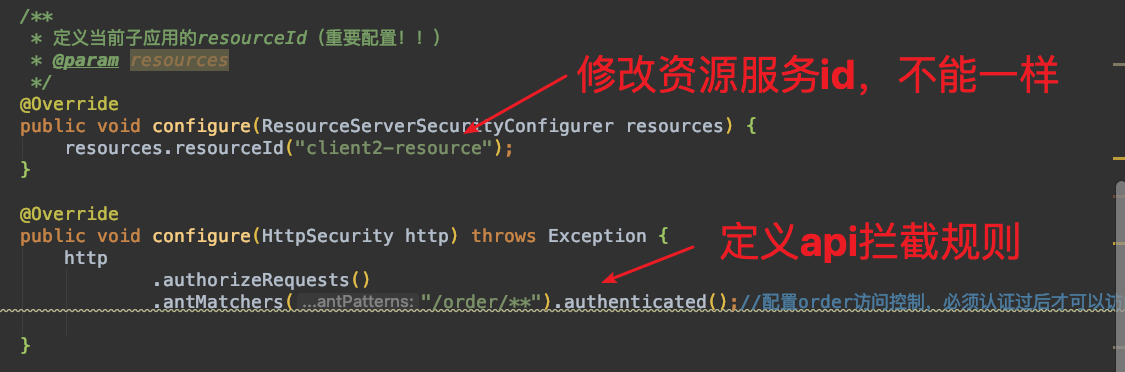 /**
 * 定义当前子应用的resourceId（重要配置！！）
 * @param resources
 */
修改资源服务id，不能一样
@Override
public void configure(ResourceServerSecurityConfigurer resources) {
    resources.resourceId("client2-resource");
}
@Override
定义api拦截规则
public void configure(HttpSecurity http) throws Exception {
    http
            .authorizeRequests()
            .antMatchers( ...antPatterns: "/order/**").authenticated();//配置order访问控制，必须认证过后才可以访
}